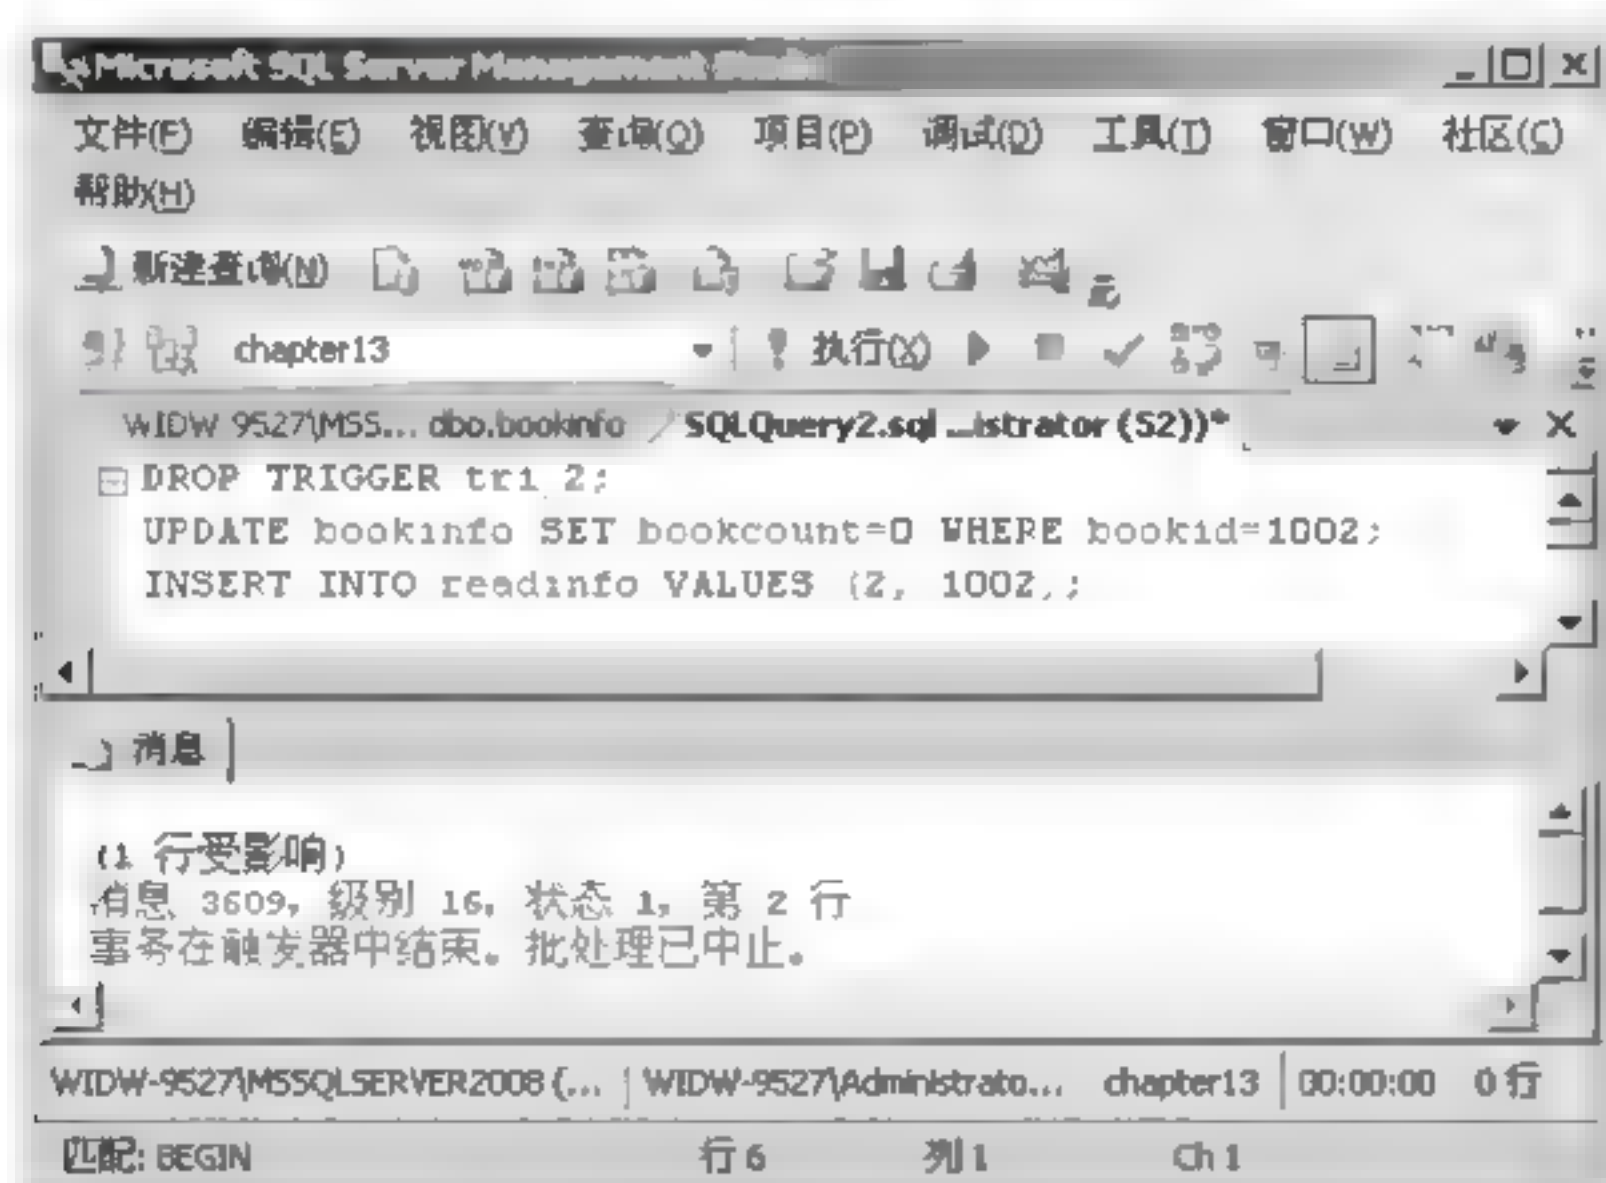 Microsoft SQL Server Management
文件(F) 编辑(E) 视图(V) 查询(Q) 项目(P) 调试(D) 工具(T) 窗口(W) 社区(C)
帮助(H)
新建查询(N)
chapter13 执行(X)
WIDW-9527\MSS... dbo.bookinfo SQLQuery2.sql ...istrator (52))*
DROP TRIGGER tri_2;
UPDATE bookinfo SET bookcount=0 WHERE bookid=1002;
INSERT INTO readinfo VALUES (2, 1002,;
消息
(1 行受影响)
消息 3609，级别 16，状态 1，第 2 行
事务在触发器中结束。批处理已中止。
WIDW-9527\MSSQLSERVER2008 (... WIDW-9527\Administrato... chapter13 00:00:00 0 行
匹配: BEGIN 行 6 列 1 Ch 1